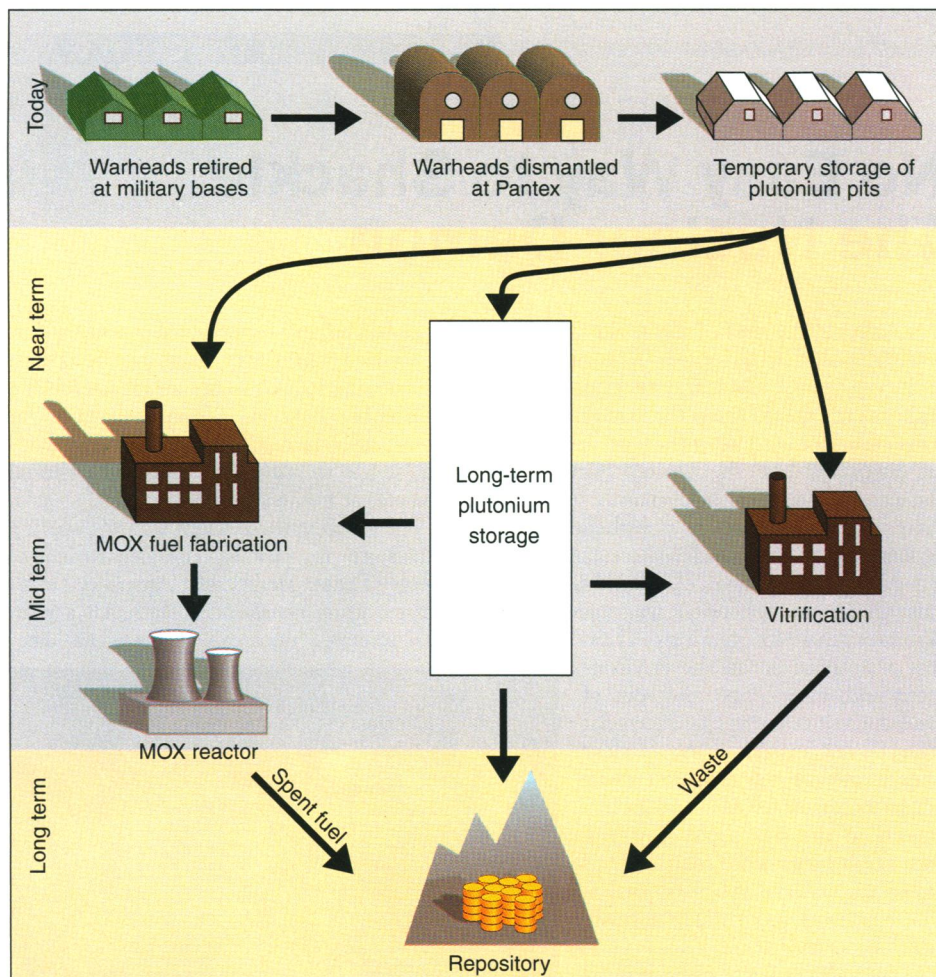 Today
Warheads retired
at military bases
Warheads dismantled
at Pantex
Temporary storage of
plutonium pits
Near term
Long-term
plutonium
storage
Mid term
MOX fuel fabrication
Vitrification
MOX reactor
Long term
Spent fuel
Waste
Repository